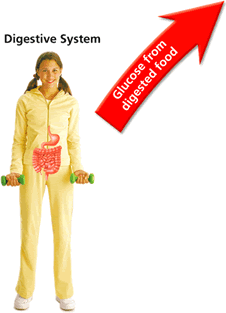 Digestive System
Glucose from
digested food